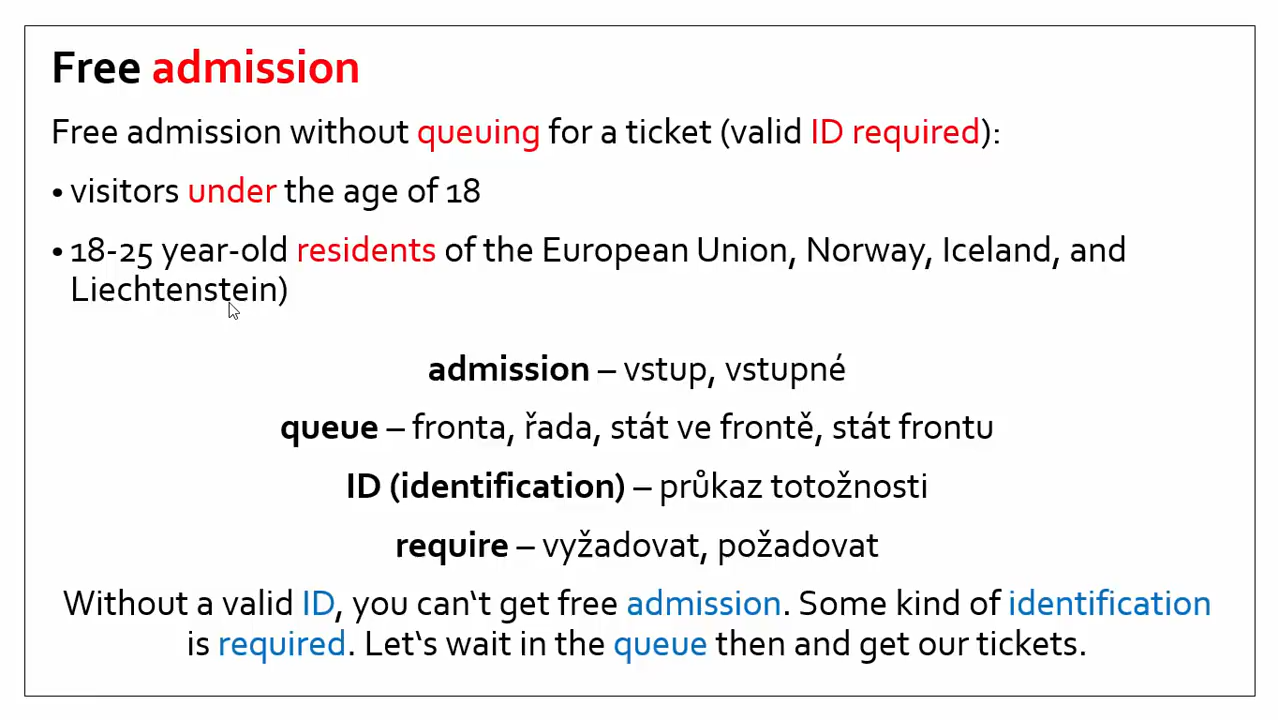 Free admission
Free admission without queuing for a ticket (valid ID required):
• visitors under the age of 18
• 18-25 year-old residents of the European Union, Norway, Iceland, and
Liechtenstein)
admission – vstup, vstupné
queue – fronta, řada, stát ve frontě, stát frontu
ID (identification) – průkaz totožnosti
require – vyžadovat, požadovat
Without a valid ID, you can‘t get free admission. Some kind of identification
is required. Let‘s wait in the queue then and get our tickets.